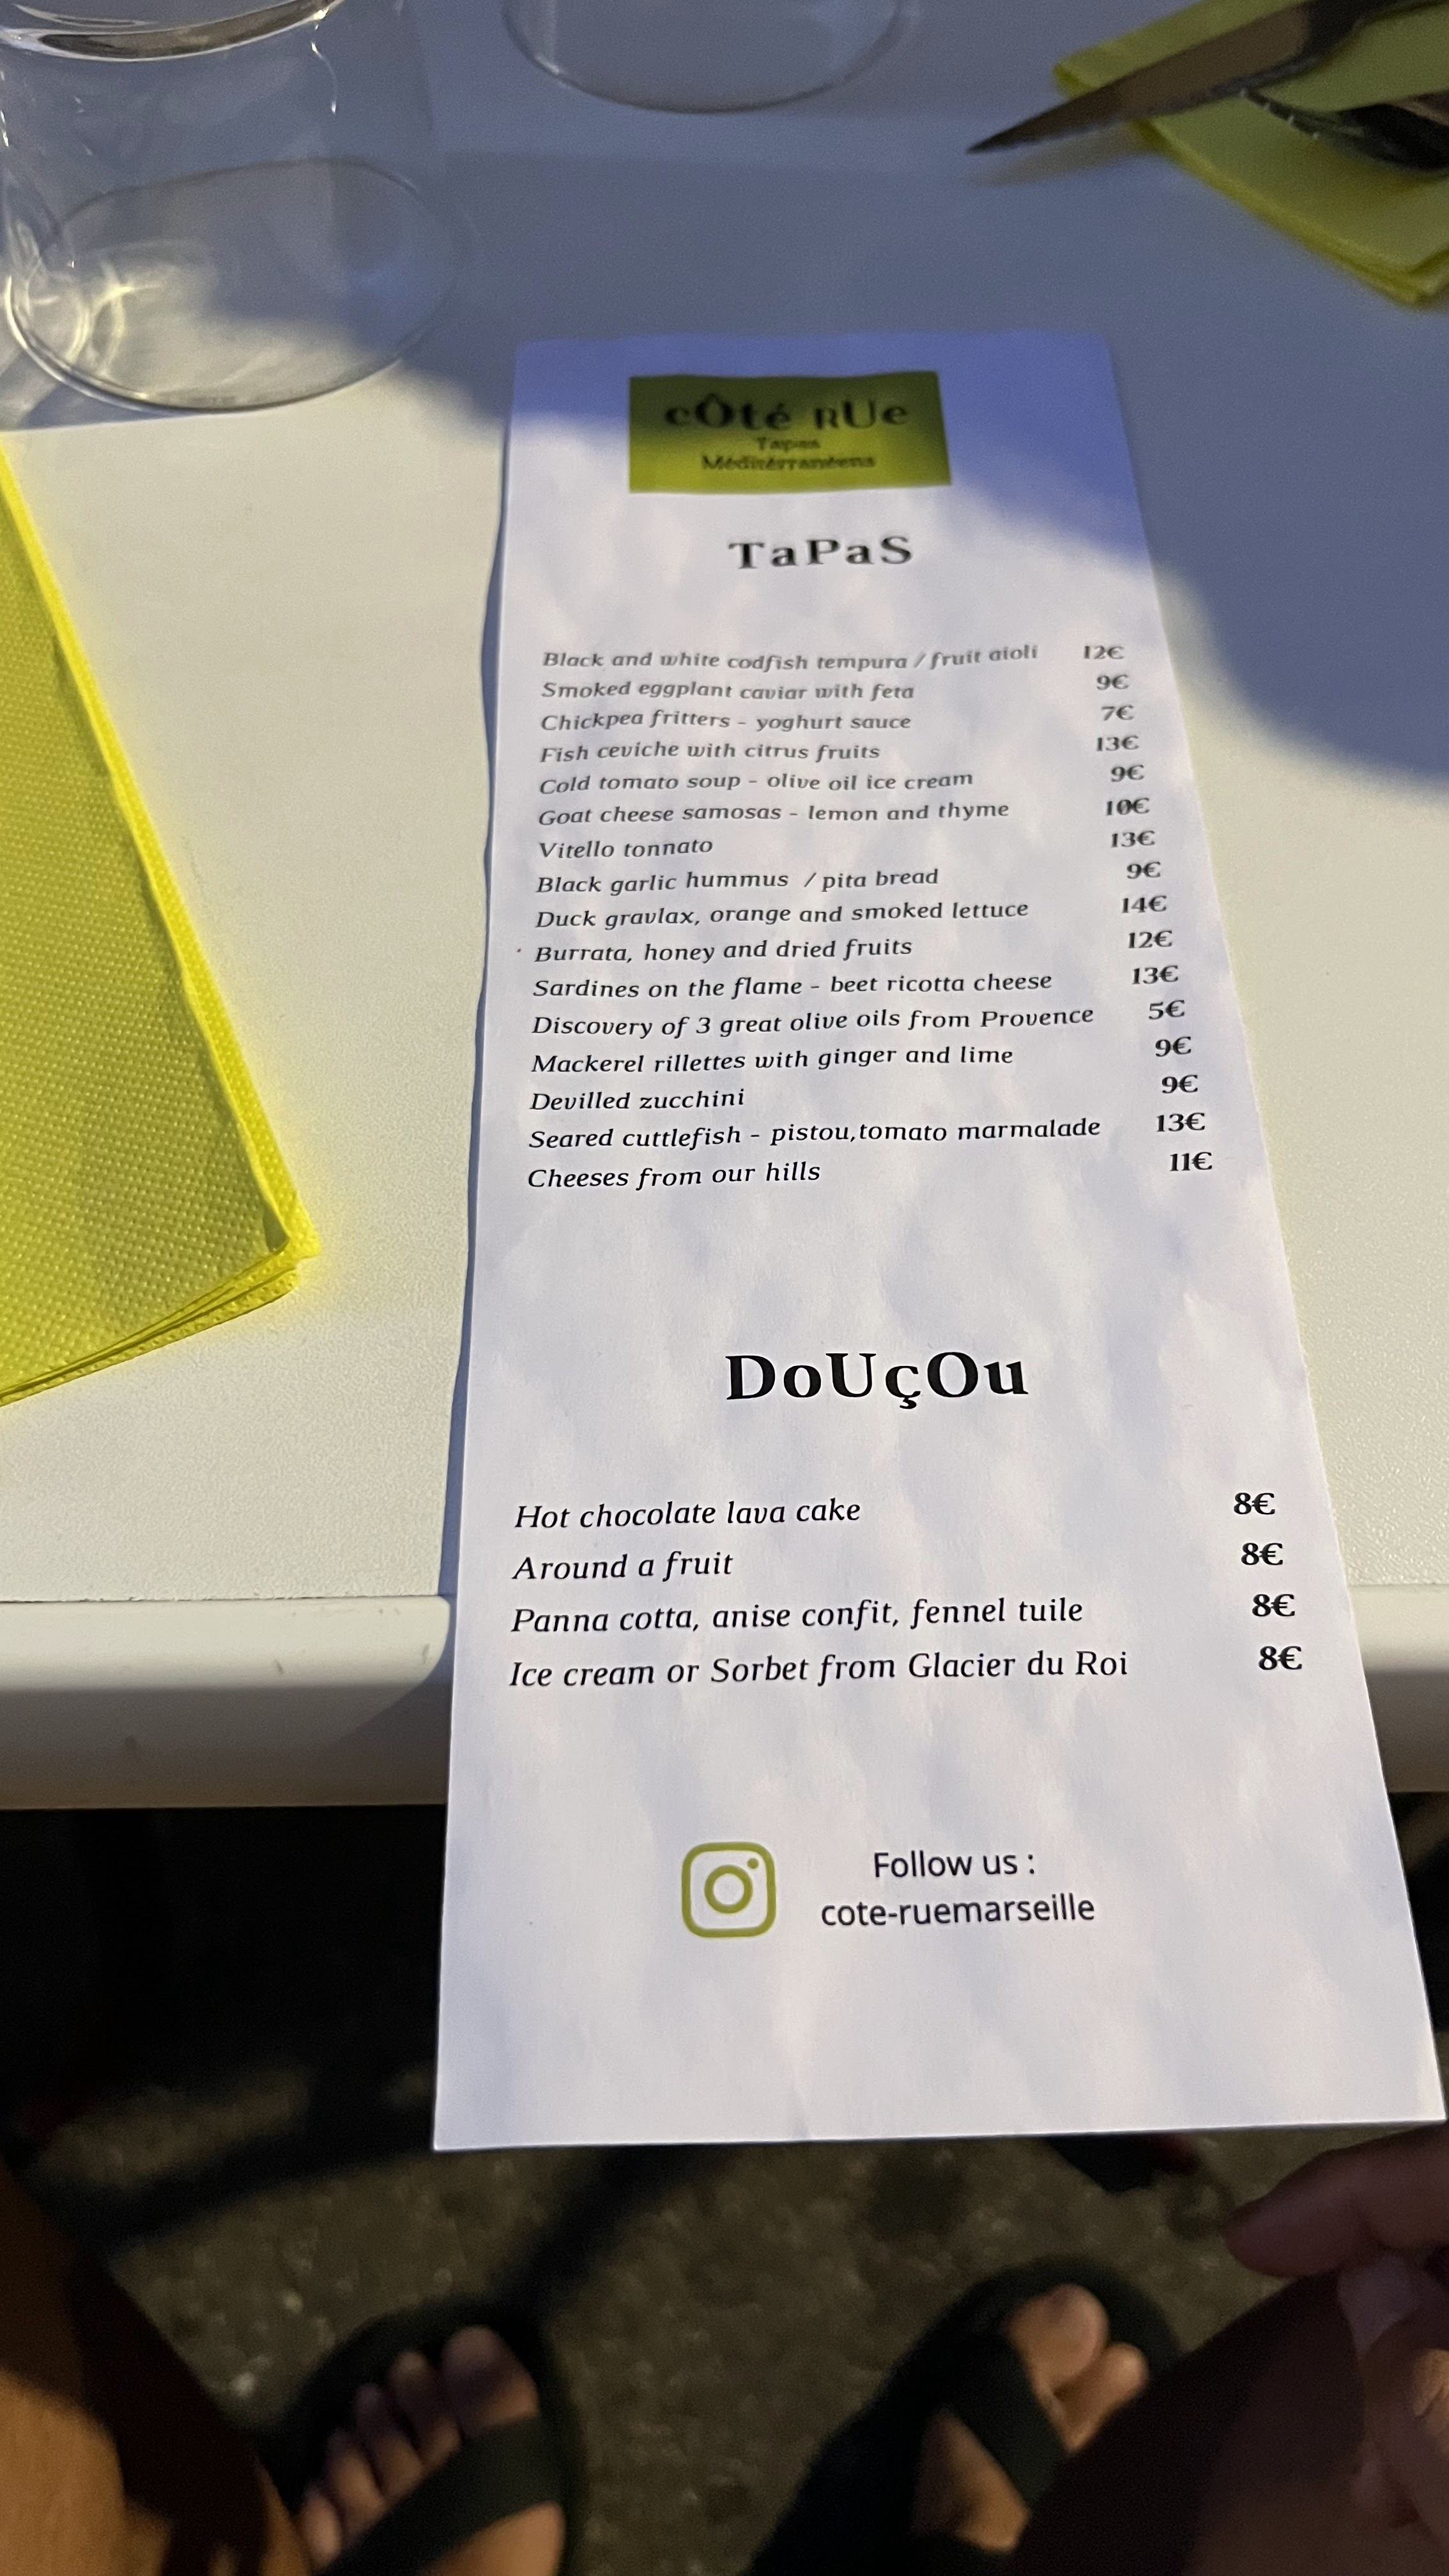 cÔté RUe
Tapas
Méditérranéens
TaPaS
Black and white codfish tempura / fruit aioli 12€
Smoked eggplant caviar with feta 9€
Chickpea fritters - yoghurt sauce 7€
Fish ceviche with citrus fruits 13€
Cold tomato soup - olive oil ice cream 9€
Goat cheese samosas - lemon and thyme 10€
Vitello tonnato 13€
Black garlic hummus / pita bread 9€
Duck gravlax, orange and smoked lettuce 14€
Burrata, honey and dried fruits 12€
Sardines on the flame - beet ricotta cheese 13€
Discovery of 3 great olive oils from Provence 5€
Mackerel rillettes with ginger and lime 9€
Devilled zucchini 9€
Seared cuttlefish - pistou,tomato marmalade 13€
Cheeses from our hills 11€
DoUçOu
Hot chocolate lava cake 8€
Around a fruit 8€
Panna cotta, anise confit, fennel tuile 8€
Ice cream or Sorbet from Glacier du Roi 8€
Follow us :
cote-ruemarseille